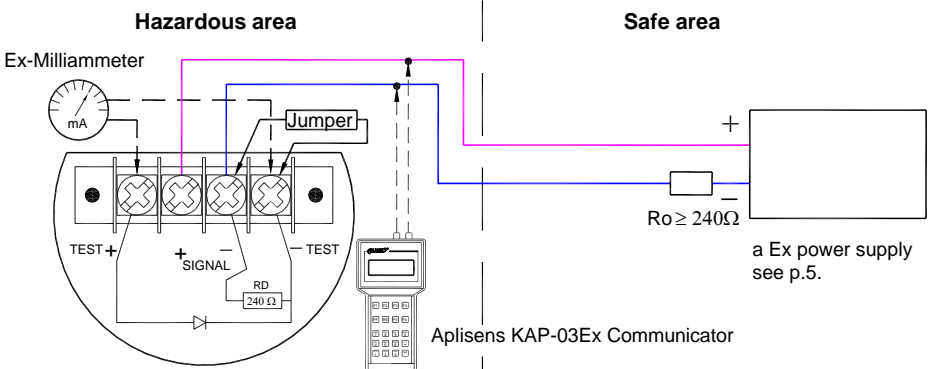 Hazardous area
Safe area
Ex-Milliammeter
mA
Jumper
+
−
Ro ≥ 240Ω
a Ex power supply
see p.5.
TEST +
+ −
SIGNAL
− TEST
RD
240 Ω
Aplisens KAP-03Ex Communicator